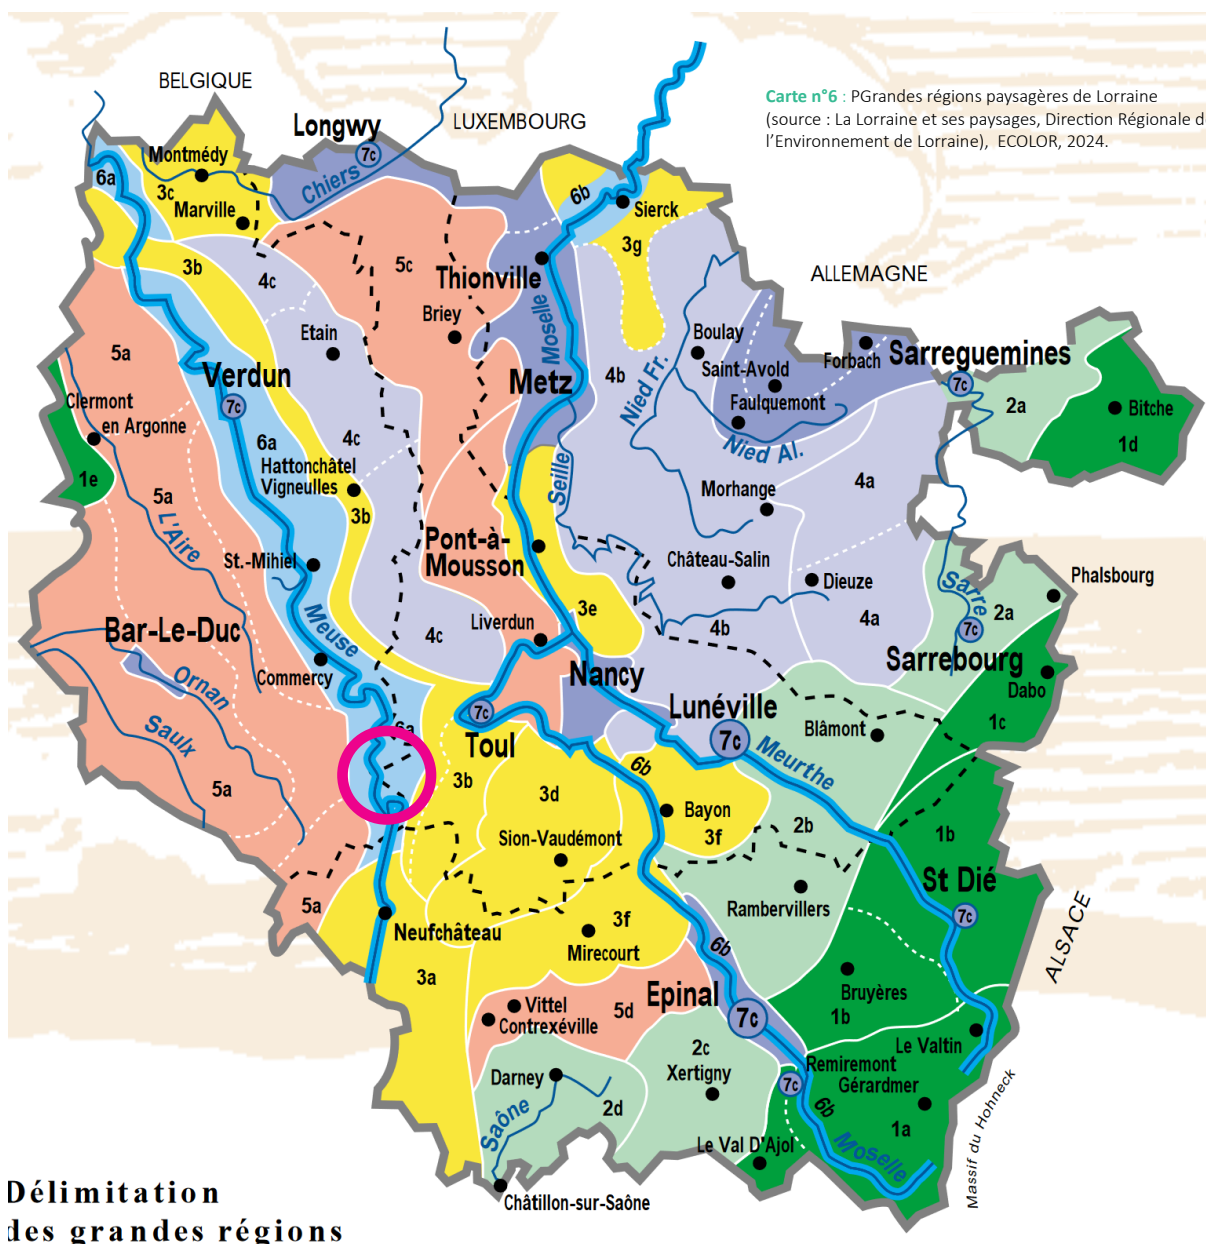 BELGIQUE
LUXEMBOURG
Carte n°6 : PGrandes régions paysagères de Lorraine
(source : La Lorraine et ses paysages, Direction Régionale d
l’Environnement de Lorraine), ECOLOR, 2024.
Longwy
7c
Montmédy
6a
3c
Chiers
Marville
6b
Sierck
3g
3b
4c
5c
Thionville
ALLEMAGNE
Briey
Etain
Moselle
Boulay
Forbach
Sarreguemines
7c
5a
Verdun
7c
Metz
4b
Nied Fr.
Saint-Avold
Faulquemont
2a
Bitche
Clermont
en Argonne
6a
4c
Nied Al.
1d
1e
Hattonchâtel
Vigneulles
Seille
5a
3b
Morhange
4a
L'Aire
Pont-à-
Mousson
St.-Mihiel
Château-Salin
Dieuze
Sarre
Phalsbourg
Meuse
3e
2a
Bar-Le-Duc
4c
Liverdun
4b
4a
7c
Commercy
Ornan
Nancy
Sarrebourg
Dabo
Saulx
7c
Lunéville
1c
6a
Toul
7c
Meurthe
Blâmont
5a
3b
3d
6b
Bayon
3f
2b
1b
Sion-Vaudémont
St Dié
5a
Rambervillers
7c
Neufchâteau
3f
Mirecourt
6b
ALSACE
3a
Bruyères
Epinal
7c
1b
Vittel
Contrexéville
5d
2c
Xertigny
Le Valtin
Darney
7c
Remiremont
Gérardmer
Saône
2d
6b
1a
Le Val D'Ajol
Moselle
Massif du Hohneck
Châtillon-sur-Saône
Délimitation
des grandes régions